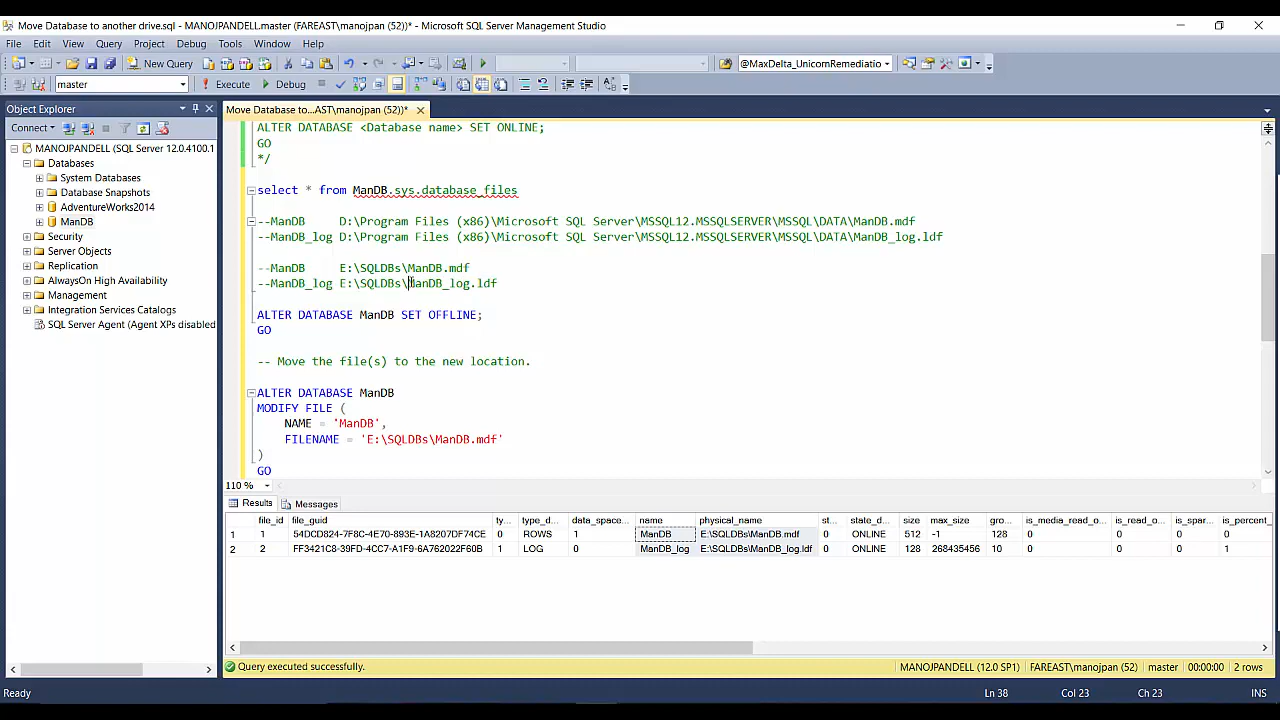 Move Database to another drive.sql - MANOJPANDELL.master (FAREAST\manojpan (52))* - Microsoft SQL Server Management Studio
File Edit View Query Project Debug Tools Window Help
New Query @MaxDelta_UnicomRemediatio
master Execute Debug
Object Explorer
Connect
MANOJPANDELL (SQL Server 12.0.4100.1
Databases
System Databases
Database Snapshots
AdventureWorks2014
ManDB
Security
Server Objects
Replication
AlwaysOn High Availability
Management
Integration Services Catalogs
SQL Server Agent (Agent XPs disabled
Move Database to...AST\manojpan (52))*
ALTER DATABASE <Database name> SET ONLINE;
GO
*/
select * from ManDB.sys.database_files
--ManDB D:\Program Files (x86)\Microsoft SQL Server\MSSQL12.MSSQLSERVER\MSSQL\DATA\ManDB.mdf
--ManDB_log D:\Program Files (x86)\Microsoft SQL Server\MSSQL12.MSSQLSERVER\MSSQL\DATA\ManDB_log.ldf
--ManDB E:\SQLDBs\ManDB.mdf
--ManDB_log E:\SQLDBs\ManDB_log.ldf
ALTER DATABASE ManDB SET OFFLINE;
GO
-- Move the file(s) to the new location.
ALTER DATABASE ManDB
MODIFY FILE (
NAME = 'ManDB',
FILENAME = 'E:\SQLDBs\ManDB.mdf'
)
GO
110 %
Results Messages
file_id file_guid ty... type_d... data_space... name physical_name st... state_d... size max_size gro... is_media_read_o... is_read_o... is_spar... is_percent_
1 1 54DCD824-7F8C-4E70-893E-1A8207DF74CE 0 ROWS 1 ManDB E:\SQLDBs\ManDB.mdf 0 ONLINE 512 -1 128 0 0 0 0
2 2 FF3421C8-39FD-4CC7-A1F9-6A762022F60B 1 LOG 0 ManDB_log E:\SQLDBs\ManDB_log.ldf 0 ONLINE 128 268435456 10 0 0 0 1
Query executed successfully. MANOJPANDELL (12.0 SP1) FAREAST\manojpan (52) master 00:00:00 2 rows
Ready Ln 38 Col 23 Ch 23 INS